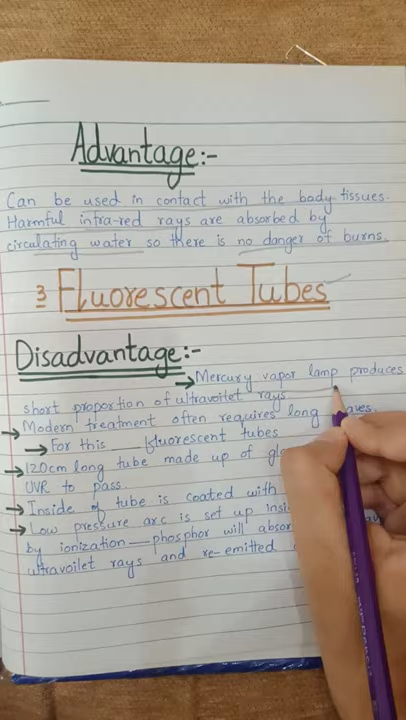 Advantage:-
Can be used in contact with the body tissues.
Harmful infra-red rays are absorbed by
circulating water so there is no danger of burns.
3 Fluorescent Tubes
Disadvantage:-
→ Mercury vapor lamp produces
short proportion of ultravoilet rays
→ Modern treatment often requires long
→ For this fluorescent tubes
→ 120cm long tube made up of
UVR to pass.
→ Inside of tube is coated with
→ Low pressure arc is set up
by ionization — phosphor will
ultravoilet rays and re-emitted